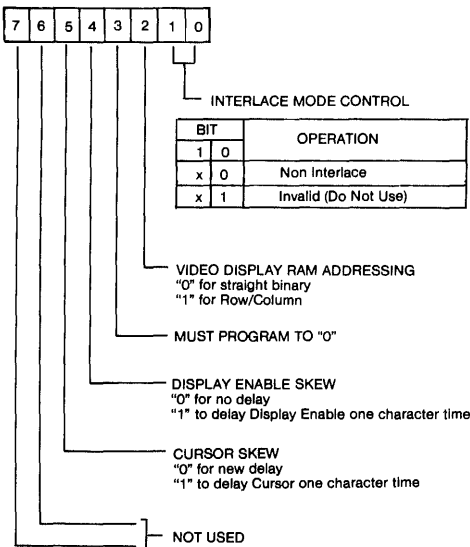 7 6 5 4 3 2 1 0
INTERLACE MODE CONTROL
BIT OPERATION
1 0
x 0 Non Interlace
x 1 Invalid (Do Not Use)
VIDEO DISPLAY RAM ADDRESSING
“0” for straight binary
“1” for Row/Column
MUST PROGRAM TO “0”
DISPLAY ENABLE SKEW
“0” for no delay
“1” to delay Display Enable one character time
CURSOR SKEW
“0” for new delay
“1” to delay Cursor one character time
NOT USED